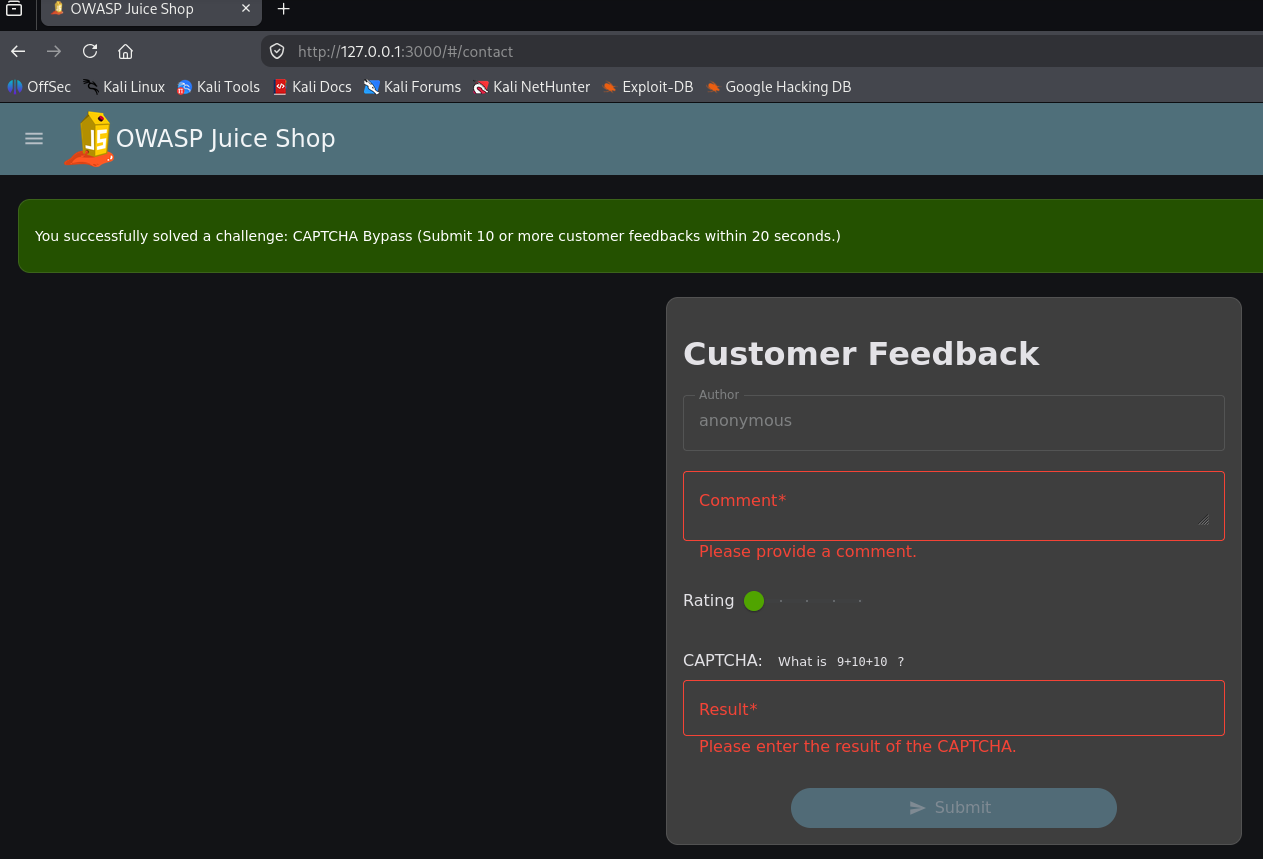 OWASP Juice Shop
http://127.0.0.1:3000/#/contact
OffSec Kali Linux Kali Tools Kali Docs Kali Forums Kali NetHunter Exploit-DB Google Hacking DB
JS OWASP Juice Shop
You successfully solved a challenge: CAPTCHA Bypass (Submit 10 or more customer feedbacks within 20 seconds.)
Customer Feedback
Author
anonymous
Comment*
Please provide a comment.
Rating
CAPTCHA: What is 9+10+10 ?
Result*
Please enter the result of the CAPTCHA.
Submit